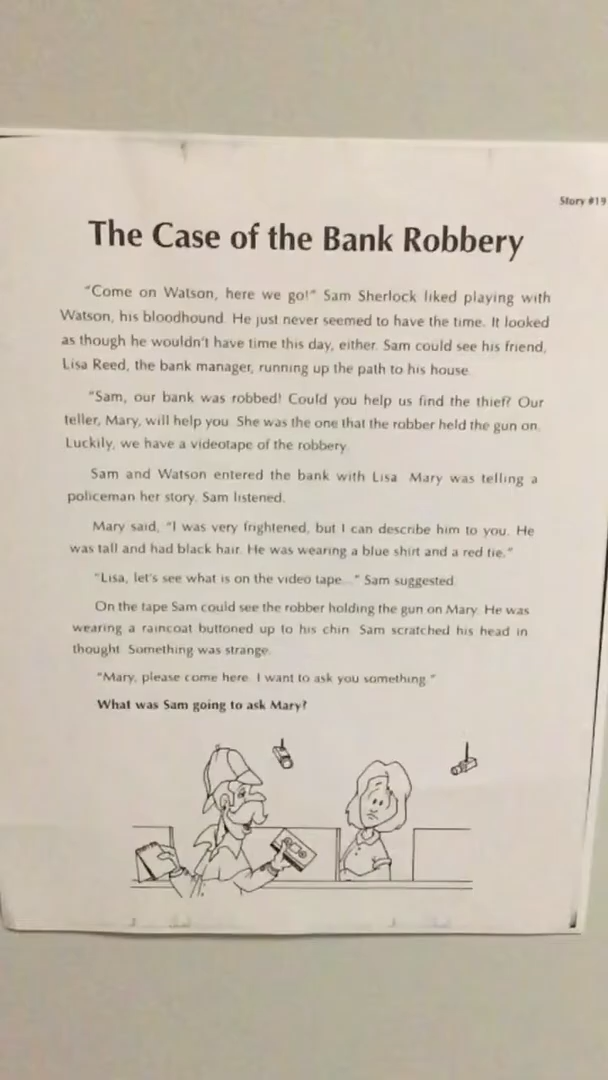 Story #19
The Case of the Bank Robbery
"Come on Watson, here we go!" Sam Sherlock liked playing with
Watson, his bloodhound. He just never seemed to have the time. It looked
as though he wouldn't have time this day, either. Sam could see his friend,
Lisa Reed, the bank manager, running up the path to his house.
"Sam, our bank was robbed! Could you help us find the thief? Our
teller, Mary, will help you. She was the one that the robber held the gun on.
Luckily, we have a videotape of the robbery.
Sam and Watson entered the bank with Lisa. Mary was telling a
policeman her story. Sam listened.
Mary said, "I was very frightened, but I can describe him to you. He
was tall and had black hair. He was wearing a blue shirt and a red tie."
"Lisa, let's see what is on the video tape..." Sam suggested.
On the tape Sam could see the robber holding the gun on Mary. He was
wearing a raincoat buttoned up to his chin. Sam scratched his head in
thought. Something was strange.
"Mary, please come here. I want to ask you something."
What was Sam going to ask Mary?